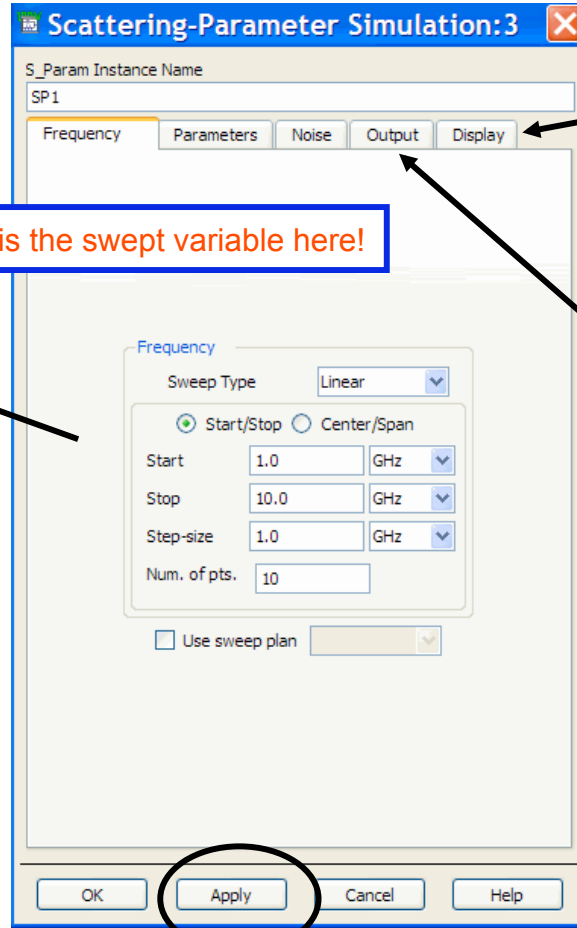 Scattering-Parameter Simulation:3
S_Param Instance Name
SP1
Frequency Parameters Noise Output Display
is the swept variable here!
Frequency
Sweep Type Linear
Start/Stop Center/Span
Start 1.0 GHz
Stop 10.0 GHz
Step-size 1.0 GHz
Num. of pts. 10
Use sweep plan
OK Apply Cancel Help